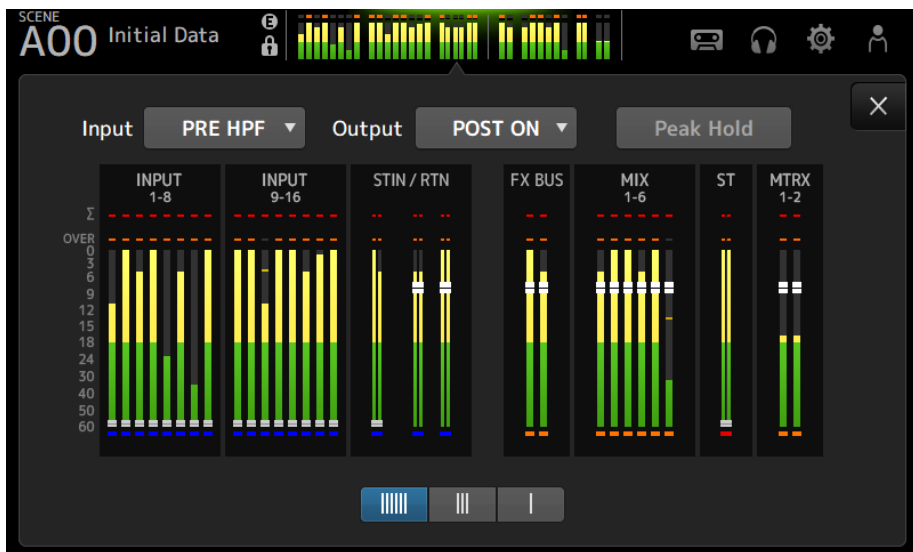 SCENE
A00 Initial Data
E
Input PRE HPF Output POST ON Peak Hold
INPUT
1-8
INPUT
9-16
STIN / RTN
FX BUS
MIX
1-6
ST
MTRX
1-2
Σ
OVER
0
3
6
9
12
15
18
24
30
40
50
60